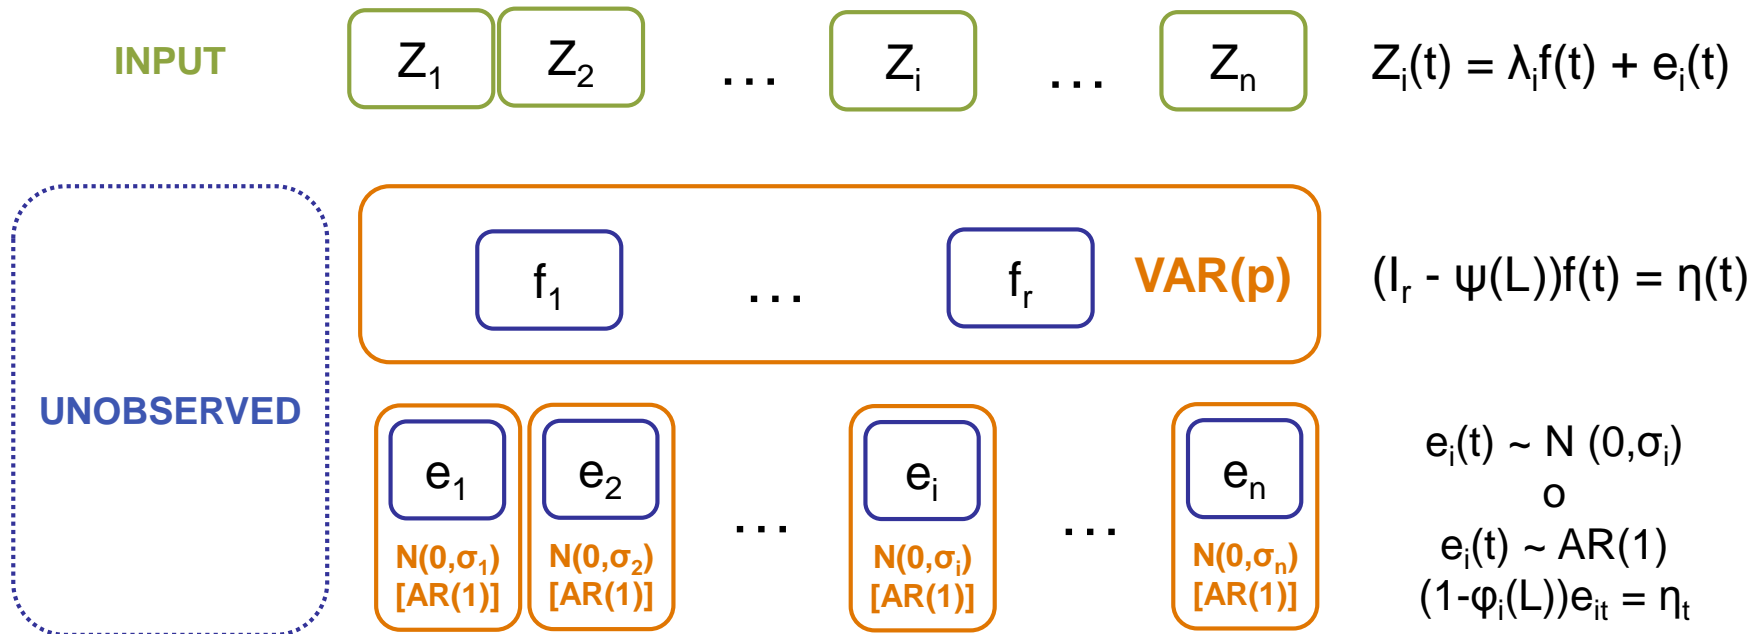 INPUT
Z₁ Z₂ … Zᵢ … Zₙ
Zᵢ(t) = λᵢf(t) + eᵢ(t)
f₁ … fᵣ VAR(p)
(Iᵣ - ψ(L))f(t) = η(t)
UNOBSERVED
e₁ e₂ … eᵢ … eₙ
N(0,σ₁) N(0,σ₂) N(0,σᵢ) N(0,σₙ)
[AR(1)] [AR(1)] [AR(1)] [AR(1)]
eᵢ(t) ~ N (0,σᵢ)
o
eᵢ(t) ~ AR(1)
(1-φᵢ(L))eᵢₜ = ηₜ